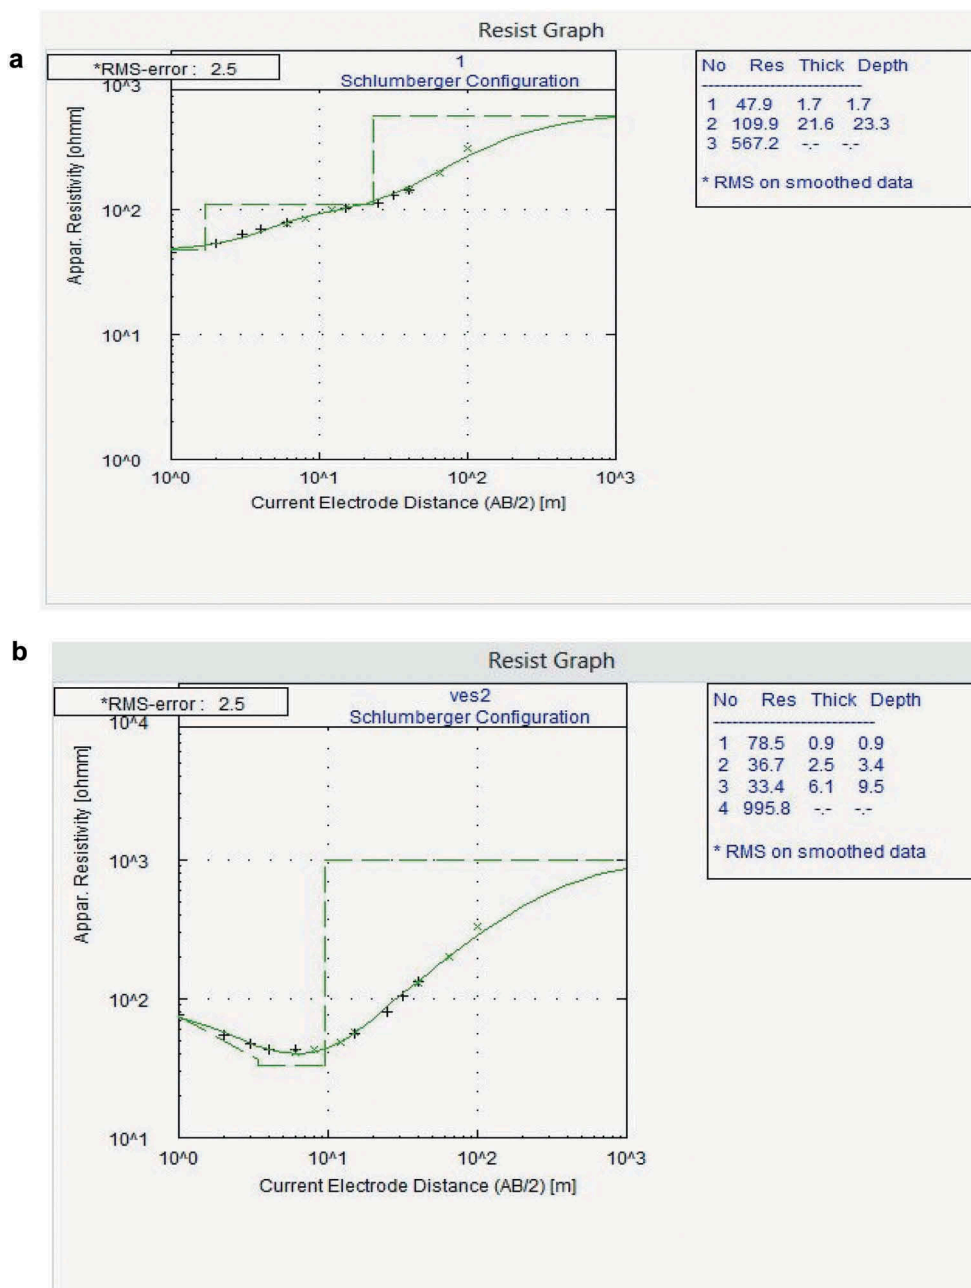 a
Resist Graph
*RMS-error : 2.5
1
Schlumberger Configuration
Appar. Resistivity [ohmm]
10^3
10^2
10^1
10^0
10^0 10^1 10^2 10^3
Current Electrode Distance (AB/2) [m]
No Res Thick Depth
--------------------------
1 47.9 1.7 1.7
2 109.9 21.6 23.3
3 567.2 -.- -.-
* RMS on smoothed data
b
Resist Graph
*RMS-error : 2.5
ves2
Schlumberger Configuration
Appar. Resistivity [ohmm]
10^4
10^3
10^2
10^1
10^0 10^1 10^2 10^3
Current Electrode Distance (AB/2) [m]
No Res Thick Depth
--------------------------
1 78.5 0.9 0.9
2 36.7 2.5 3.4
3 33.4 6.1 9.5
4 995.8 -.- -.-
* RMS on smoothed data